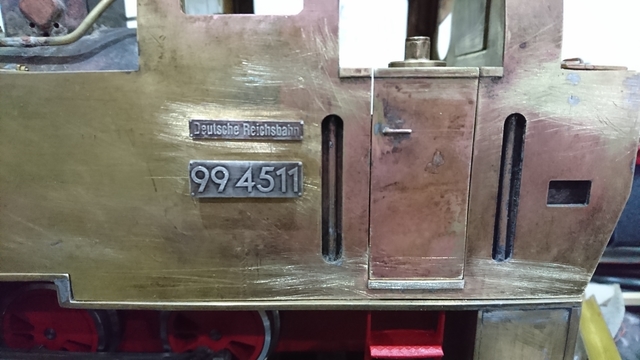 Deutsche Reichsbahn
99 4511